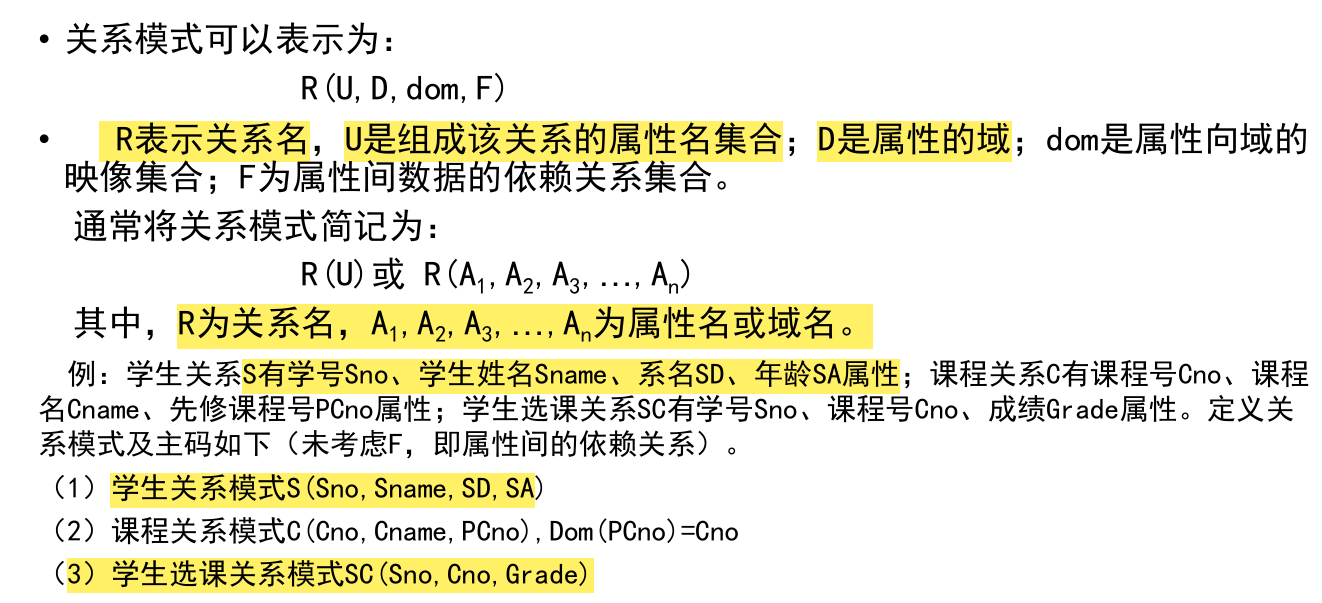 • 关系模式可以表示为：
R(U,D,dom,F)
• R表示关系名，U是组成该关系的属性名集合；D是属性的域；dom是属性向域的
映像集合；F为属性间数据的依赖关系集合。
通常将关系模式简记为：
R(U)或 R(A₁,A₂,A₃,...,Aₙ)
其中，R为关系名，A₁,A₂,A₃,...,Aₙ为属性名或域名。
例：学生关系S有学号Sno、学生姓名Sname、系名SD、年龄SA属性；课程关系C有课程号Cno、课程
名Cname、先修课程号PCno属性；学生选课关系SC有学号Sno、课程号Cno、成绩Grade属性。定义关
系模式及主码如下（未考虑F，即属性间的依赖关系）。
（1）学生关系模式S(Sno,Sname,SD,SA)
（2）课程关系模式C(Cno,Cname,PCno),Dom(PCno)=Cno
（3）学生选课关系模式SC(Sno,Cno,Grade)